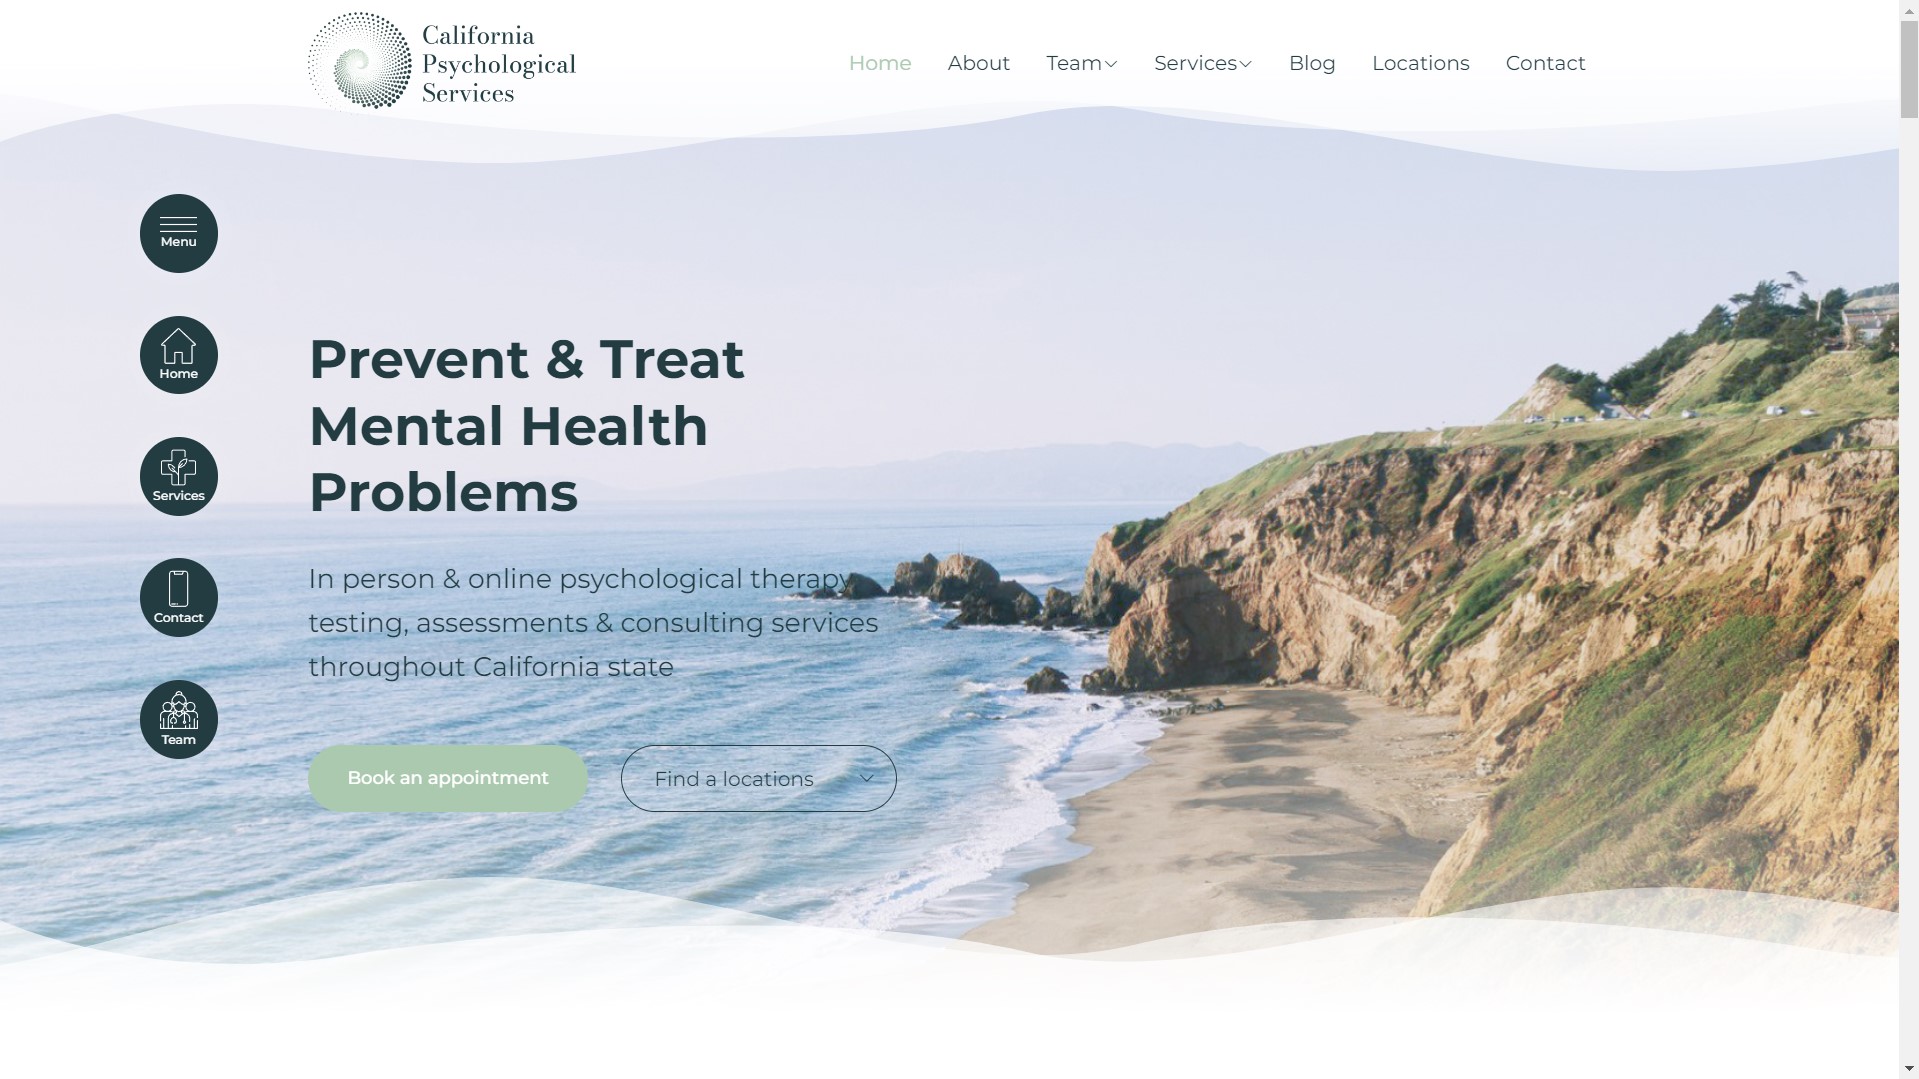 California
Psychological
Services
Home
About
Team
Services
Blog
Locations
Contact
Menu
Home
Services
Contact
Team
Prevent & Treat
Mental Health
Problems
In person & online psychological therapy,
testing, assessments & consulting services
throughout California state
Book an appointment
Find a locations